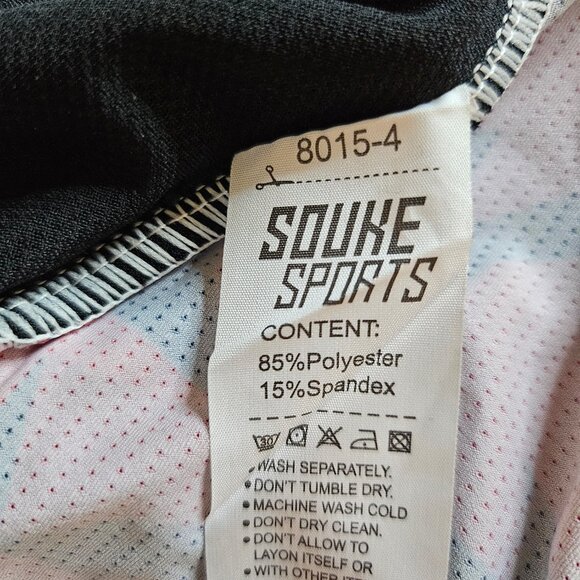 8015-4
SOUKE
SPORTS
CONTENT:
85%Polyester
15%Spandex
30
WASH SEPARATELY.
•DON'T TUMBLE DRY.
•MACHINE WASH COLD
•DON'T DRY CLEAN.
•DON'T ALLOW TO
LAYON ITSELF OR
•WITH OTHER